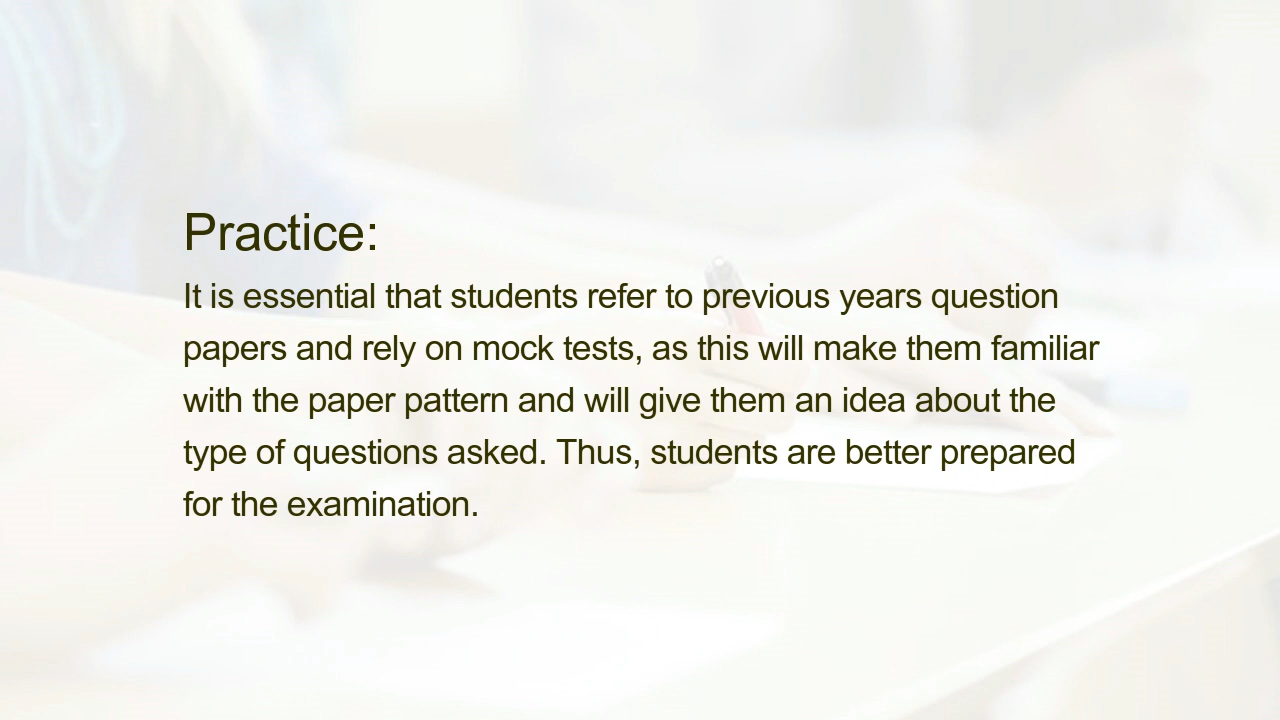 Practice:
It is essential that students refer to previous years question
papers and rely on mock tests, as this will make them familiar
with the paper pattern and will give them an idea about the
type of questions asked. Thus, students are better prepared
for the examination.